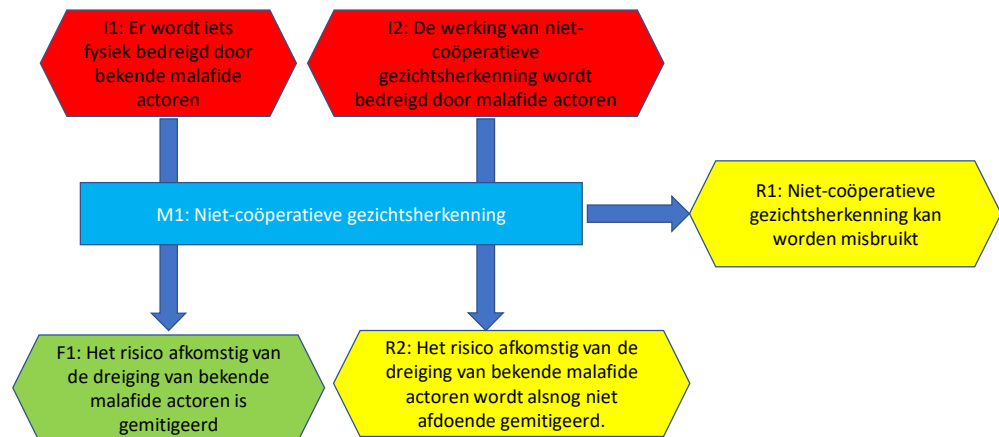 I1: Er wordt iets
fysiek bedreigd door
bekende malafide
actoren
I2: De werking van niet-
coöperatieve
gezichtsherkenning wordt
bedreigd door malafide
actoren
M1: Niet-coöperatieve gezichtsherkenning
R1: Niet-coöperatieve
gezichtsherkenning kan
worden misbruikt
F1: Het risico afkomstig van
de dreiging van bekende
malafide actoren is
gemitigeerd
R2: Het risico afkomstig van de
dreiging van bekende malafide
actoren wordt alsnog niet
afdoende gemitigeerd.